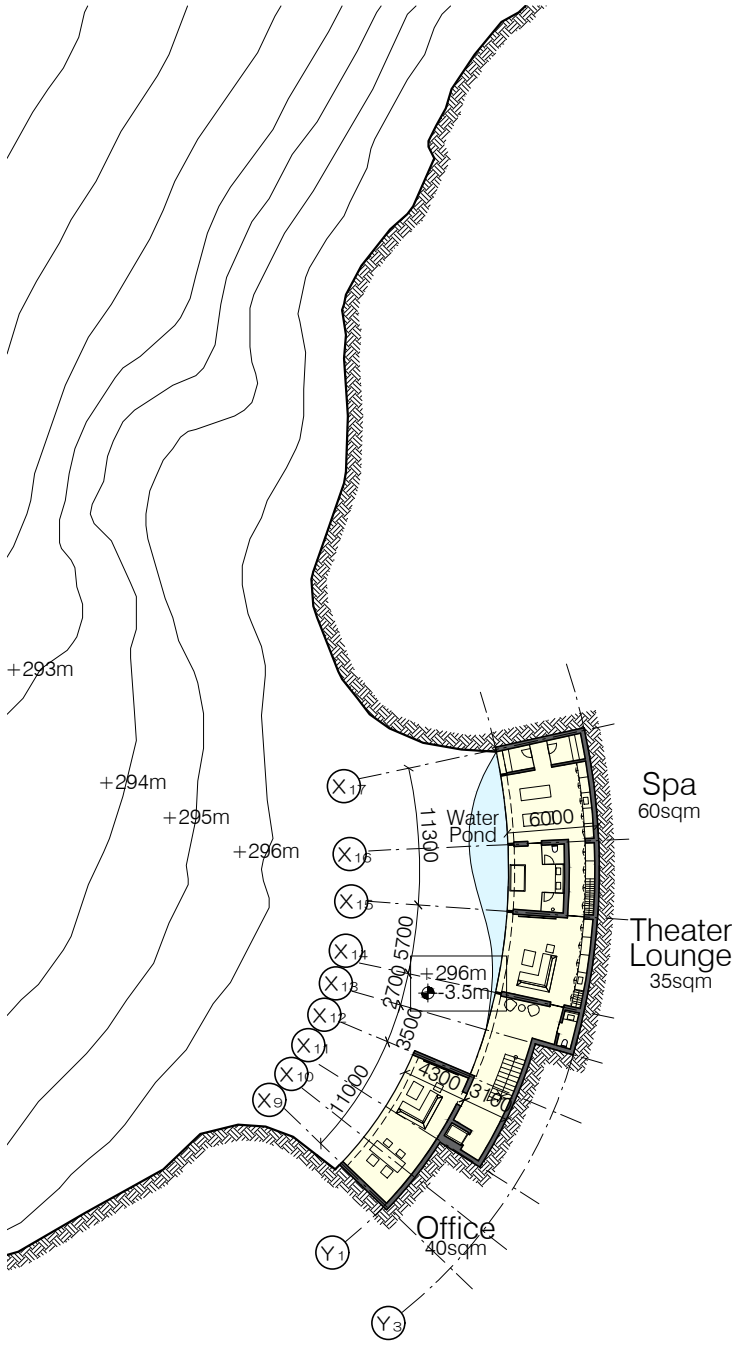 +293m
+294m
+295m
+296m
X17
X16
X15
X14
X13
X12
X11
X10
X9
11300
5700
2700
3500
11000
Water
Pond
6000
Spa
60sqm
Theater
Lounge
35sqm
+296m
-3.5m
4300
3100
Office
40sqm
Y1
Y3